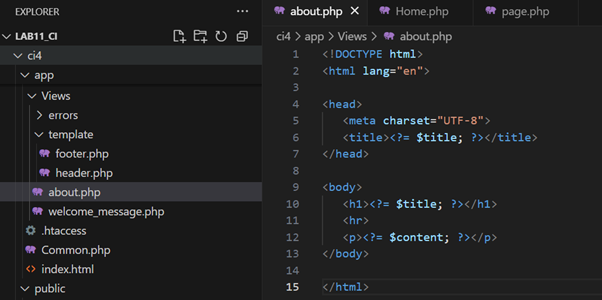 EXPLORER
LAB11_CI
ci4
app
Views
errors
template
footer.php
header.php
about.php
welcome_message.php
.htaccess
Common.php
index.html
public
about.php Home.php page.php
ci4 > app > Views > about.php
1 <!DOCTYPE html>
2 <html lang="en">
3
4 <head>
5 <meta charset="UTF-8">
6 <title><?= $title; ?></title>
7 </head>
8
9 <body>
10 <h1><?= $title; ?></h1>
11 <hr>
12 <p><?= $content; ?></p>
13 </body>
14
15 </html>